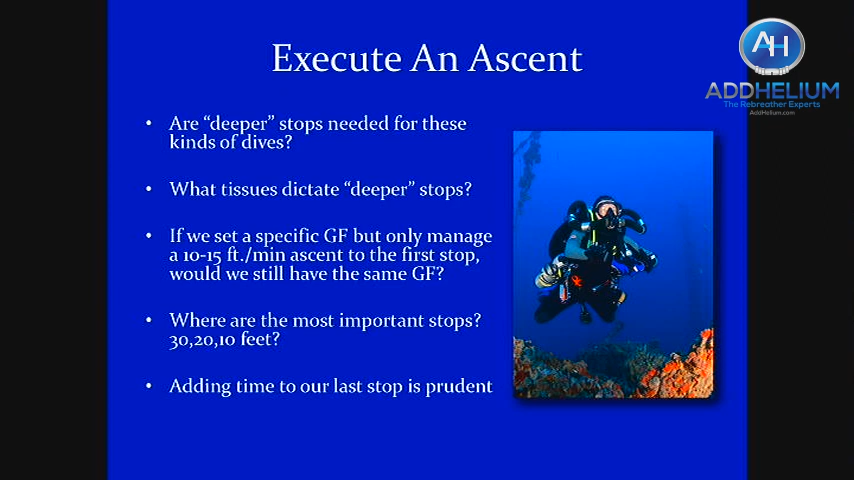 Execute An Ascent
AH
ADDHELIUM
The Rebreather Experts
AddHelium.com
• Are “deeper” stops needed for these
kinds of dives?
• What tissues dictate “deeper” stops?
• If we set a specific GF but only manage
a 10-15 ft./min ascent to the first stop,
would we still have the same GF?
• Where are the most important stops?
30,20,10 feet?
• Adding time to our last stop is prudent